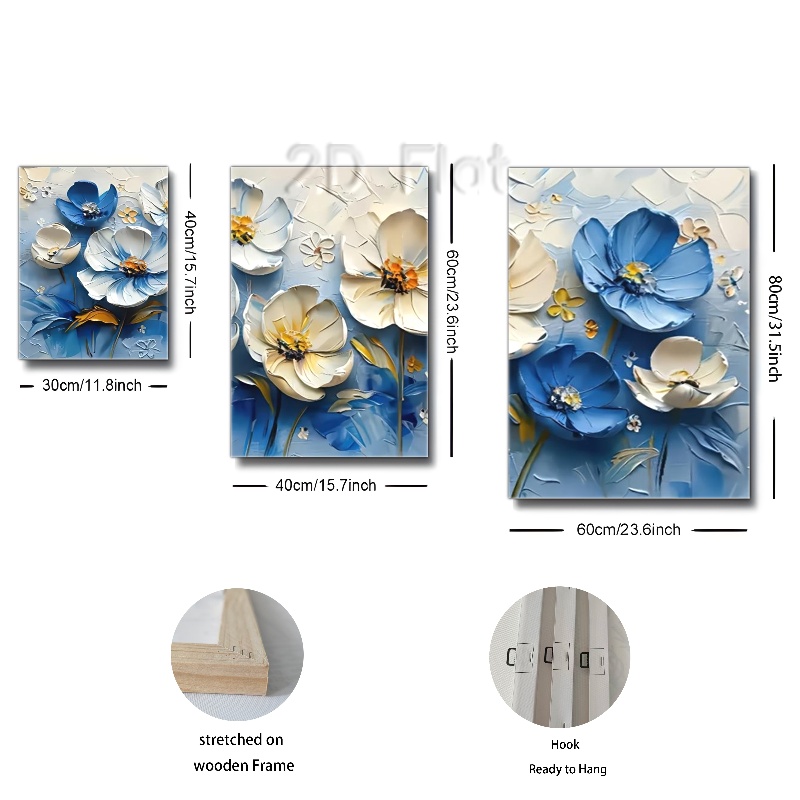 2D Flat
40cm/15.7inch
60cm/23.6inch
80cm/31.5inch
30cm/11.8inch
40cm/15.7inch
60cm/23.6inch
stretched on
wooden Frame
Hook
Ready to Hang